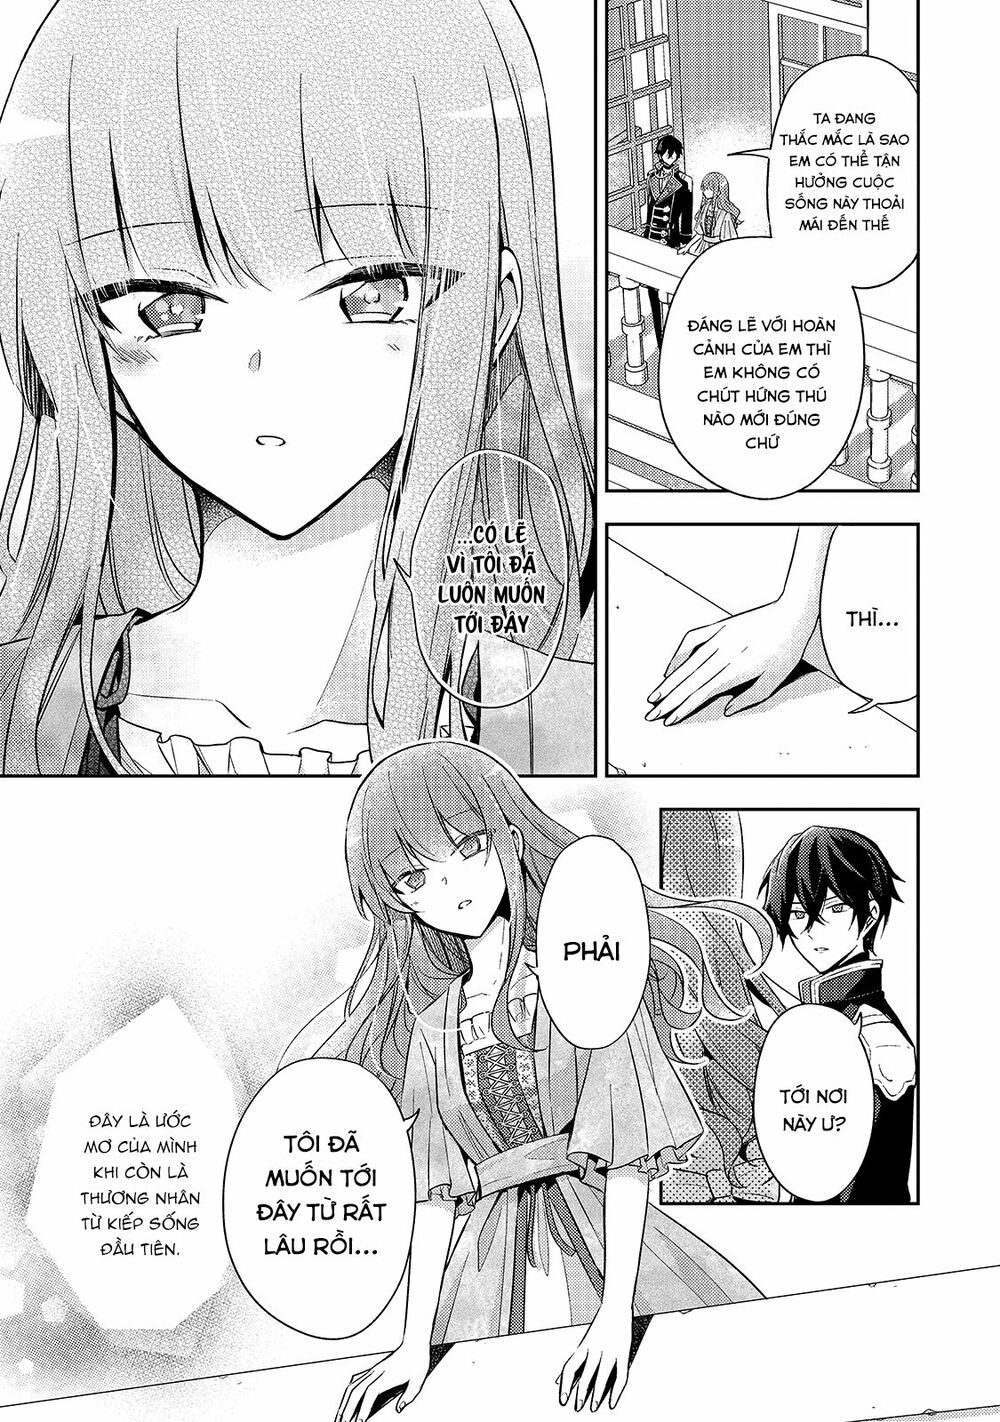 TA ĐANG
THẮC MẮC LÀ SAO
EM CÓ THỂ TẬN
HƯỞNG CUỘC
SỐNG NÀY THOẢI
MÁI ĐẾN THẾ
ĐÁNG LẼ VỚI HOÀN
CẢNH CỦA EM THÌ
EM KHÔNG CÓ
CHÚT HỨNG THÚ
NÀO MỚI ĐÚNG
CHỨ
THÌ...
...CÓ LẼ
VÌ TÔI ĐÃ
LUÔN MUỐN
TỚI ĐÂY
TỚI NƠI
NÀY Ư?
PHẢI
TÔI ĐÃ
MUỐN TỚI
ĐÂY TỪ RẤT
LÂU RỒI...
ĐÂY LÀ ƯỚC
MƠ CỦA MÌNH
KHI CÒN LÀ
THƯƠNG NHÂN
TỪ KIẾP SỐNG
ĐẦU TIÊN.